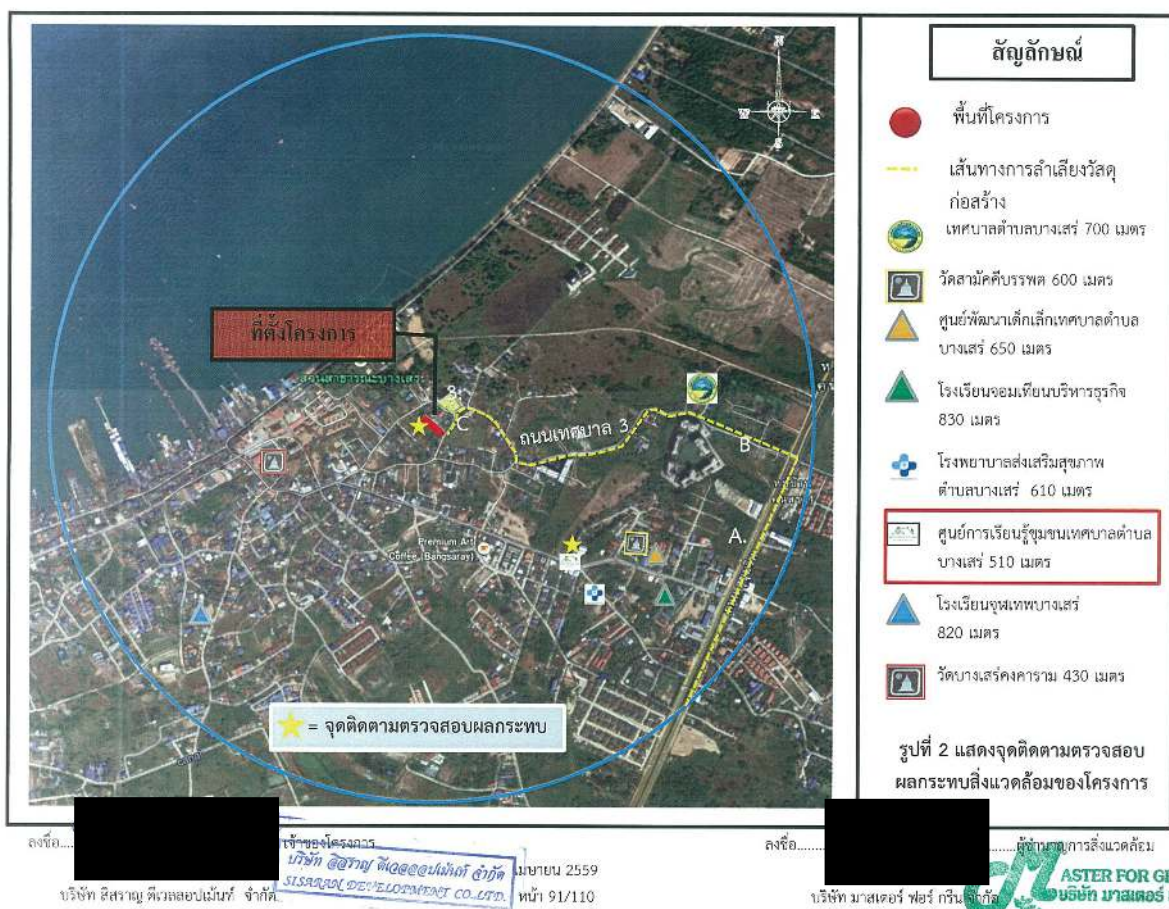 สัญลักษณ์
พื้นที่โครงการ
เส้นทางการลำเลียงวัสดุ
ก่อสร้าง
เทศบาลตำบลบางเสร่ 700 เมตร
วัดสามัคคีบรรพต 600 เมตร
ศูนย์พัฒนาเด็กเล็กเทศบาลตำบล
บางเสร่ 650 เมตร
โรงเรียนจอมเทียนบริหารธุรกิจ
830 เมตร
โรงพยาบาลส่งเสริมสุขภาพ
ตำบลบางเสร่ 610 เมตร
ศูนย์การเรียนรู้ชุมชนเทศบาลตำบล
บางเสร่ 510 เมตร
โรงเรียนจุฬเทพบางเสร่
820 เมตร
วัดบางเสร่คงคาราม 430 เมตร
รูปที่ 2 แสดงจุดติดตามตรวจสอบ
ผลกระทบสิ่งแวดล้อมของโครงการ
N
W E
S
ที่ตั้งโครงการ
สวนสาธารณะบางเสร่
C
ถนนเทศบาล 3
B
A.
Premium Art
Coffee (Bangsaray)
= จุดติดตามตรวจสอบผลกระทบ
ลงชื่อ.... เจ้าของโครงการ
บริษัท สิสราญ ดีเวลลอปเม้นท์ จำกัด
SISARAN DEVELOPMENT CO.,LTD.
เมษายน 2559
บริษัท สิสราญ ดีเวลลอปเม้นท์ จำกัด
หน้า 91/110
ลงชื่อ.... ผู้ชำนาญการสิ่งแวดล้อม
บริษัท มาสเตอร์ ฟอร์ กรีน จำกัด
ASTER FOR
บริษัท มาสเตอร์